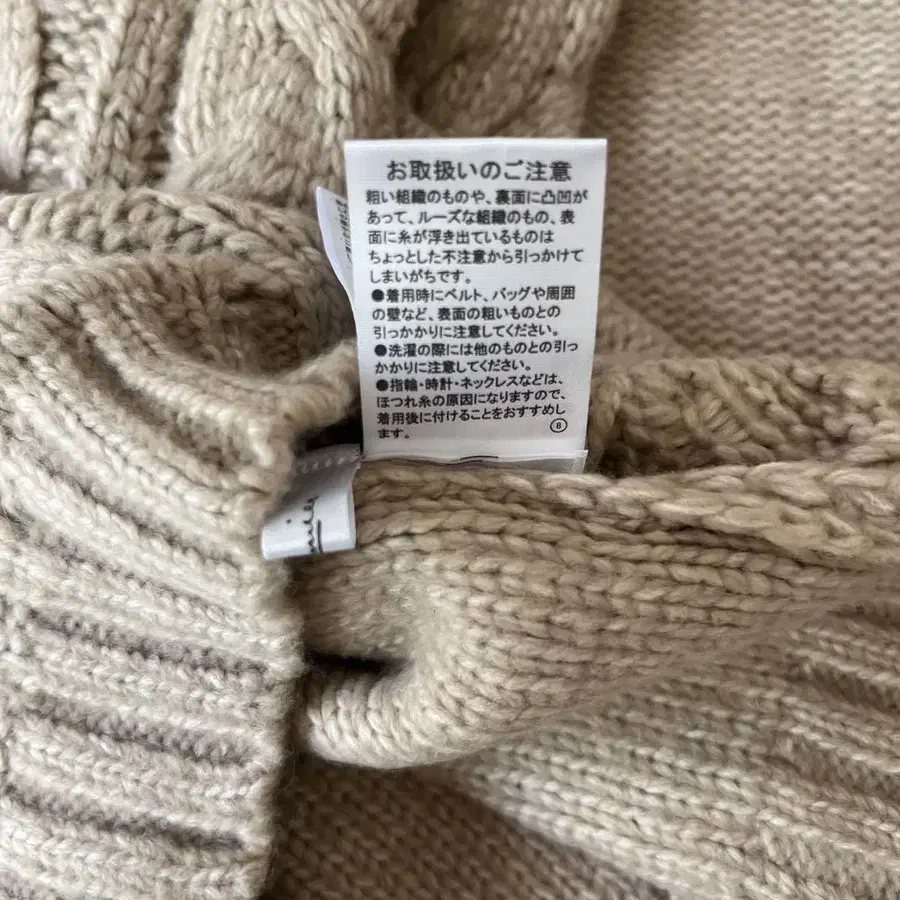 お取扱いのご注意
粗い組織のものや、裏面に凸凹が
あって、ルーズな組織のもの、表
面に糸が浮き出ているものは
ちょっとした不注意から引っかけて
しまいがちです。
●着用時にベルト、バッグや周囲
の壁など、表面の粗いものとの
引っかかりに注意してください。
●洗濯の際には他のものとの引っ
かかりに注意してください。
●指輪・時計・ネックレスなどは、
ほつれ糸の原因になりますので、
着用後に付けることをおすすめし
ます。
8